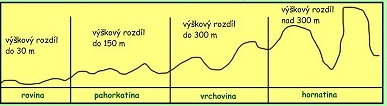 výškový rozdíl
do 30 m
výškový rozdíl
do 150 m
výškový rozdíl
do 300 m
výškový rozdíl
nad 300 m
rovina
pahorkatina
vrchovina
hornatina